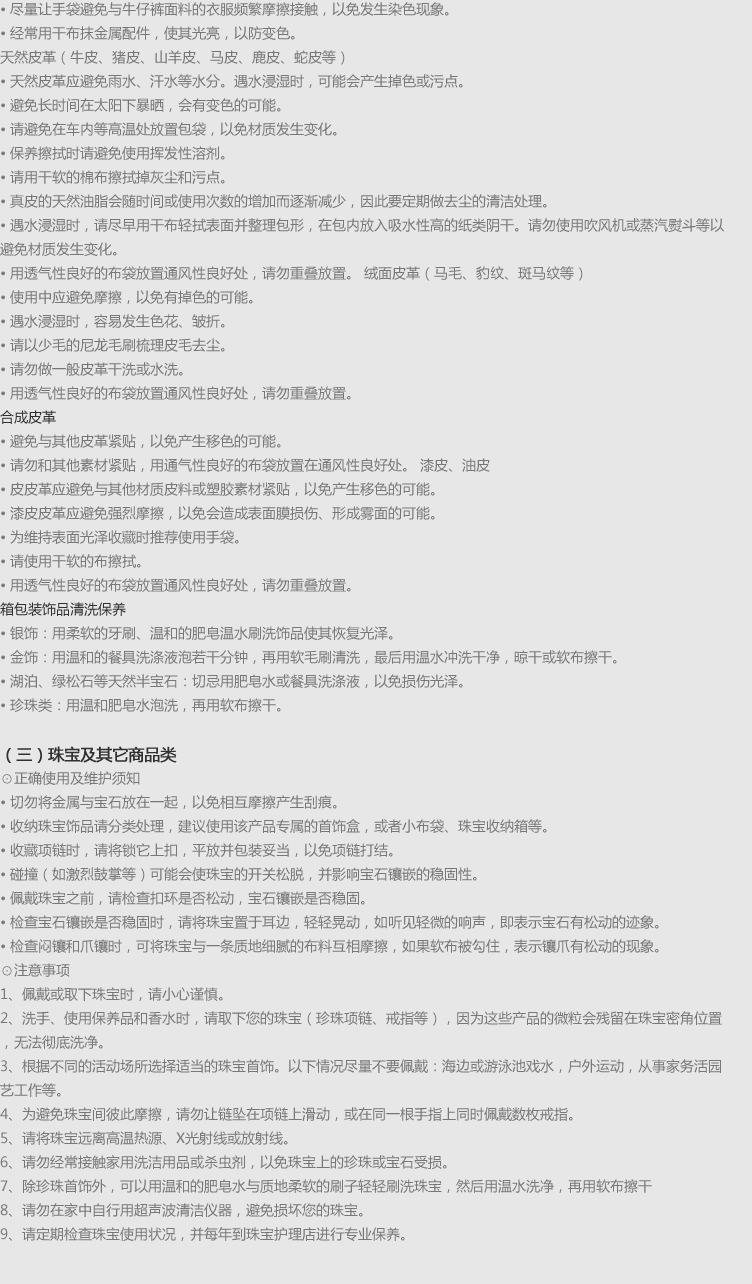 • 尽量让手袋避免与牛仔裤面料的衣服频繁摩擦接触，以免发生染色现象。
• 经常用干布抹金属配件，使其光亮，以防变色。
天然皮革（牛皮、猪皮、山羊皮、马皮、鹿皮、蛇皮等）
• 天然皮革应避免雨水、汗水等水分。遇水浸湿时，可能会产生掉色或污点。
• 避免长时间在太阳下暴晒，会有变色的可能。
• 请避免在车内等高温处放置包袋，以免材质发生变化。
• 保养擦拭时请避免使用挥发性溶剂。
• 请用干软的棉布擦拭掉灰尘和污点。
• 真皮的天然油脂会随时间或使用次数的增加而逐渐减少，因此要定期做去尘的清洁处理。
• 遇水浸湿时，请尽早用干布轻拭表面并整理包形，在包内放入吸水性高的纸类阴干。请勿使用吹风机或蒸汽熨斗等以
避免材质发生变化。
• 用透气性良好的布袋放置通风性良好处，请勿重叠放置。 绒面皮革（马毛、豹纹、斑马纹等）
• 使用中应避免摩擦，以免有掉色的可能。
• 遇水浸湿时，容易发生色花、皱折。
• 请以少毛的尼龙毛刷梳理皮毛去尘。
• 请勿做一般皮革干洗或水洗。
• 用透气性良好的布袋放置通风性良好处，请勿重叠放置。
合成皮革
• 避免与其他皮革紧贴，以免产生移色的可能。
• 请勿和其他素材紧贴，用通气性良好的布袋放置在通风性良好处。 漆皮、油皮
• 皮皮革应避免与其他材质皮料或塑胶素材紧贴，以免产生移色的可能。
• 漆皮皮革应避免强烈摩擦，以免会造成表面膜损伤、形成雾面的可能。
• 为维持表面光泽收藏时推荐使用手袋。
• 请使用干软的布擦拭。
• 用透气性良好的布袋放置通风性良好处，请勿重叠放置。
箱包装饰品清洗保养
• 银饰：用柔软的牙刷、温和的肥皂温水刷洗饰品使其恢复光泽。
• 金饰：用温和的餐具洗涤液泡若干分钟，再用软毛刷清洗，最后用温水冲洗干净，晾干或软布擦干。
• 湖泊、绿松石等天然半宝石：切忌用肥皂水或餐具洗涤液，以免损伤光泽。
• 珍珠类：用温和肥皂水泡洗，再用软布擦干。
（三）珠宝及其它商品类
⊙正确使用及维护须知
• 切勿将金属与宝石放在一起，以免相互摩擦产生刮痕。
• 收纳珠宝饰品请分类处理，建议使用该产品专属的首饰盒，或者小布袋、珠宝收纳箱等。
• 收藏项链时，请将锁它上扣，平放并包装妥当，以免项链打结。
• 碰撞（如激烈鼓掌等）可能会使珠宝的开关松脱，并影响宝石镶嵌的稳固性。
• 佩戴珠宝之前，请检查扣环是否松动，宝石镶嵌是否稳固。
• 检查宝石镶嵌是否稳固时，请将珠宝置于耳边，轻轻晃动，如听见轻微的响声，即表示宝石有松动的迹象。
• 检查闷镶和爪镶时，可将珠宝与一条质地细腻的布料互相摩擦，如果软布被勾住，表示镶爪有松动的现象。
⊙注意事项
1、佩戴或取下珠宝时，请小心谨慎。
2、洗手、使用保养品和香水时，请取下您的珠宝（珍珠项链、戒指等），因为这些产品的微粒会残留在珠宝密角位置
，无法彻底洗净。
3、根据不同的活动场所选择适当的珠宝首饰。以下情况尽量不要佩戴：海边或游泳池戏水，户外运动，从事家务活园
艺工作等。
4、为避免珠宝间彼此摩擦，请勿让链坠在项链上滑动，或在同一根手指上同时佩戴数枚戒指。
5、请将珠宝远离高温热源、X光射线或放射线。
6、请勿经常接触家用洗洁用品或杀虫剂，以免珠宝上的珍珠或宝石受损。
7、除珍珠首饰外，可以用温和的肥皂水与质地柔软的刷子轻轻刷洗珠宝，然后用温水洗净，再用软布擦干
8、请勿在家中自行用超声波清洁仪器，避免损坏您的珠宝。
9、请定期检查珠宝使用状况，并每年到珠宝护理店进行专业保养。